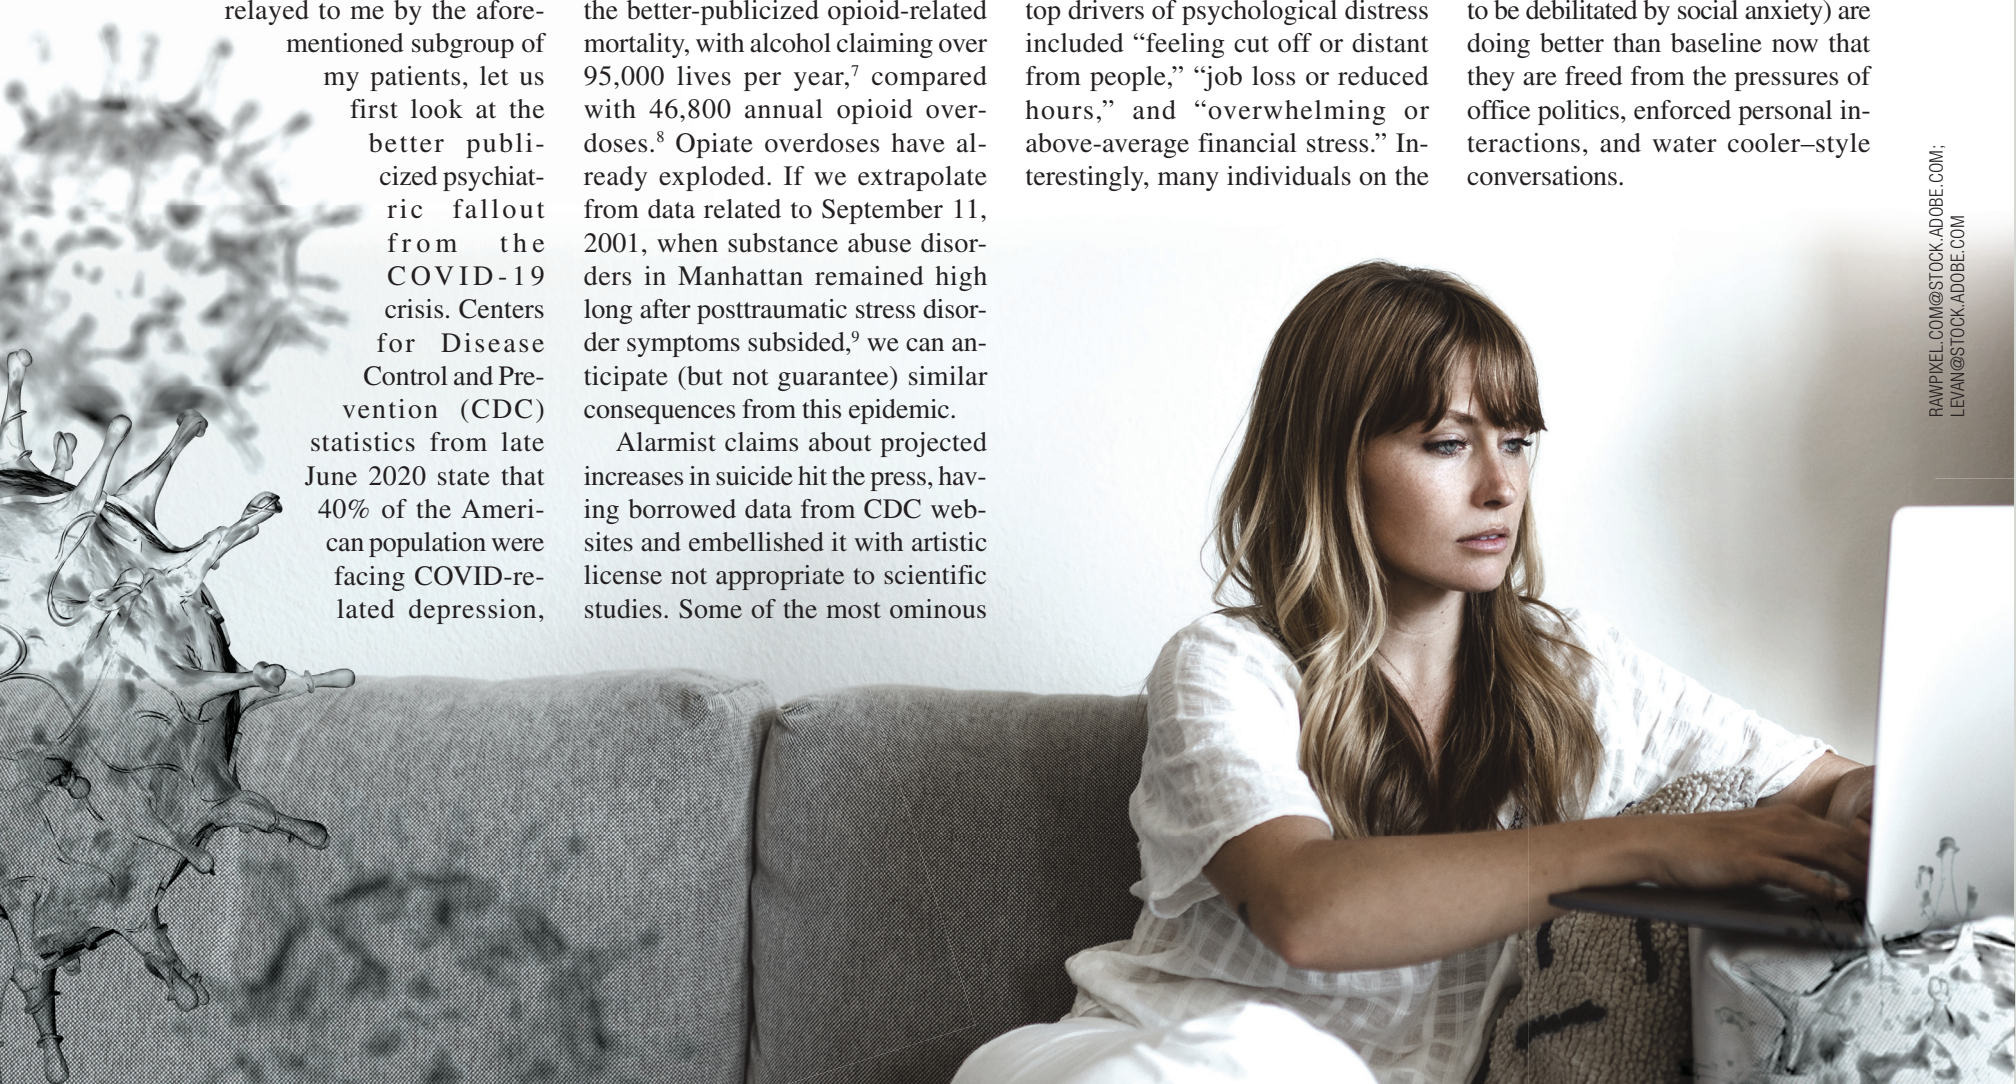 relayed to me by the afore-
mentioned subgroup of
my patients, let us
first look at the
better publi-
cized psychiat-
ric fallout
from the
COVID-19
crisis. Centers
for Disease
Control and Pre-
vention (CDC)
statistics from late
June 2020 state that
40% of the Ameri-
can population were
facing COVID-re-
lated depression,
the better-publicized opioid-related
mortality, with alcohol claiming over
95,000 lives per year,⁷ compared
with 46,800 annual opioid over-
doses.⁸ Opiate overdoses have al-
ready exploded. If we extrapolate
from data related to September 11,
2001, when substance abuse disor-
ders in Manhattan remained high
long after posttraumatic stress disor-
der symptoms subsided,⁹ we can an-
ticipate (but not guarantee) similar
consequences from this epidemic.
Alarmist claims about projected
increases in suicide hit the press, hav-
ing borrowed data from CDC web-
sites and embellished it with artistic
license not appropriate to scientific
studies. Some of the most ominous
top drivers of psychological distress
included “feeling cut off or distant
from people,” “job loss or reduced
hours,” and “overwhelming or
above-average financial stress.” In-
terestingly, many individuals on the
to be debilitated by social anxiety) are
doing better than baseline now that
they are freed from the pressures of
office politics, enforced personal in-
teractions, and water cooler–style
conversations.
RAWPIXEL.COM@STOCK.ADOBE.COM;
LEVAN@STOCK.ADOBE.COM